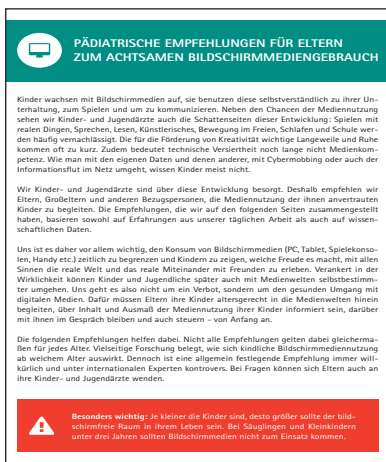 PÄDIATRISCHE EMPFEHLUNGEN FÜR ELTERN
ZUM ACHTSAMEN BILDSCHIRMMEDIENGEBRAUCH
Kinder wachsen mit Bildschirmmedien auf, sie benutzen diese selbstverständlich zu ihrer Un-
terhaltung, zum Spielen und um zu kommunizieren. Neben den Chancen der Mediennutzung
sehen wir Kinder- und Jugendärzte auch die Schattenseiten dieser Entwicklung: Spielen mit
realen Dingen, Sprechen, Lesen, Künstlerisches, Bewegung im Freien, Schlafen und Schule wer-
den häufig vernachlässigt. Die für die Förderung von Kreativität wichtige Langeweile und Ruhe
kommen oft zu kurz. Zudem bedeutet technische Versiertheit noch lange nicht Medienkom-
petenz. Wie man mit den eigenen Daten und denen anderer, mit Cybermobbing oder auch der
Informationsflut im Netz umgeht, wissen Kinder meist nicht.
Wir Kinder- und Jugendärzte sind über diese Entwicklung besorgt. Deshalb empfehlen wir
Eltern, Großeltern und anderen Bezugspersonen, die Mediennutzung der ihnen anvertrauten
Kinder zu begleiten. Die Empfehlungen, die wir auf den folgenden Seiten zusammengestellt
haben, basieren sowohl auf Erfahrungen aus unserer täglichen Arbeit als auch auf wissen-
schaftlichen Daten.
Uns ist es daher vor allem wichtig, den Konsum von Bildschirmmedien (PC, Tablet, Spielekonso-
len, Handy etc.) zeitlich zu begrenzen und Kindern zu zeigen, welche Freude es macht, mit allen
Sinnen die reale Welt und das reale Miteinander mit Freunden zu erleben. Verankert in der
Wirklichkeit können Kinder und Jugendliche später auch mit Medienwelten selbstbestimm-
ter umgehen. Uns geht es also nicht um ein Verbot, sondern um den gesunden Umgang mit
digitalen Medien. Dafür müssen Eltern ihre Kinder altersgerecht in die Medienwelten hinein
begleiten, über Inhalt und Ausmaß der Mediennutzung ihrer Kinder informiert sein, darüber
mit ihnen im Gespräch bleiben und auch steuern – von Anfang an.
Die folgenden Empfehlungen helfen dabei. Nicht alle Empfehlungen gelten dabei gleicherma-
ßen für jedes Alter. Vielseitige Forschung belegt, wie sich kindliche Bildschirmmediennutzung
ab welchem Alter auswirkt. Dennoch ist eine allgemein festlegende Empfehlung immer will-
kürlich und unter internationalen Experten kontrovers. Bei Fragen können sich Eltern auch an
ihre Kinder- und Jugendärzte wenden.
Besonders wichtig: Je kleiner die Kinder sind, desto größer sollte der bild-
schirmfreie Raum in ihrem Leben sein. Bei Säuglingen und Kleinkindern
unter drei Jahren sollten Bildschirmmedien nicht zum Einsatz kommen.